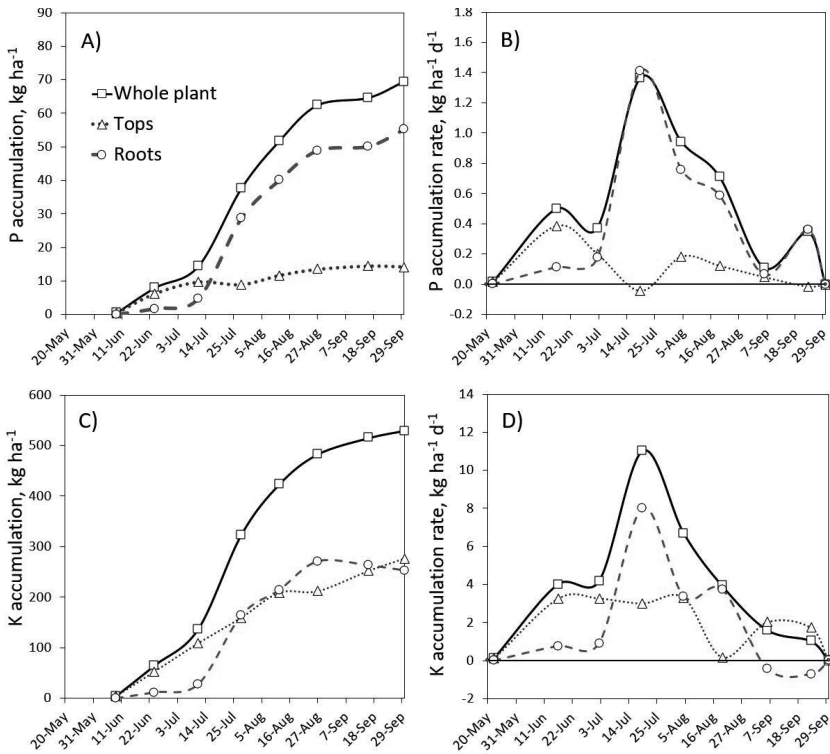 A)
P accumulation, kg ha⁻¹
90
80
70
60
50
40
30
20
10
0
Whole plant
Tops
Roots
20-May
31-May
11-Jun
22-Jun
3-Jul
14-Jul
25-Jul
5-Aug
16-Aug
27-Aug
7-Sep
18-Sep
29-Sep
B)
P accumulation rate, kg ha⁻¹ d⁻¹
1.8
1.6
1.4
1.2
1.0
0.8
0.6
0.4
0.2
0.0
-0.2
20-May
31-May
11-Jun
22-Jun
3-Jul
14-Jul
25-Jul
5-Aug
16-Aug
27-Aug
7-Sep
18-Sep
29-Sep
C)
K accumulation, kg ha⁻¹
600
500
400
300
200
100
0
20-May
31-May
11-Jun
22-Jun
3-Jul
14-Jul
25-Jul
5-Aug
16-Aug
27-Aug
7-Sep
18-Sep
29-Sep
D)
K accumulation rate, kg ha⁻¹ d⁻¹
14
12
10
8
6
4
2
0
-2
20-May
31-May
11-Jun
22-Jun
3-Jul
14-Jul
25-Jul
5-Aug
16-Aug
27-Aug
7-Sep
18-Sep
29-Sep